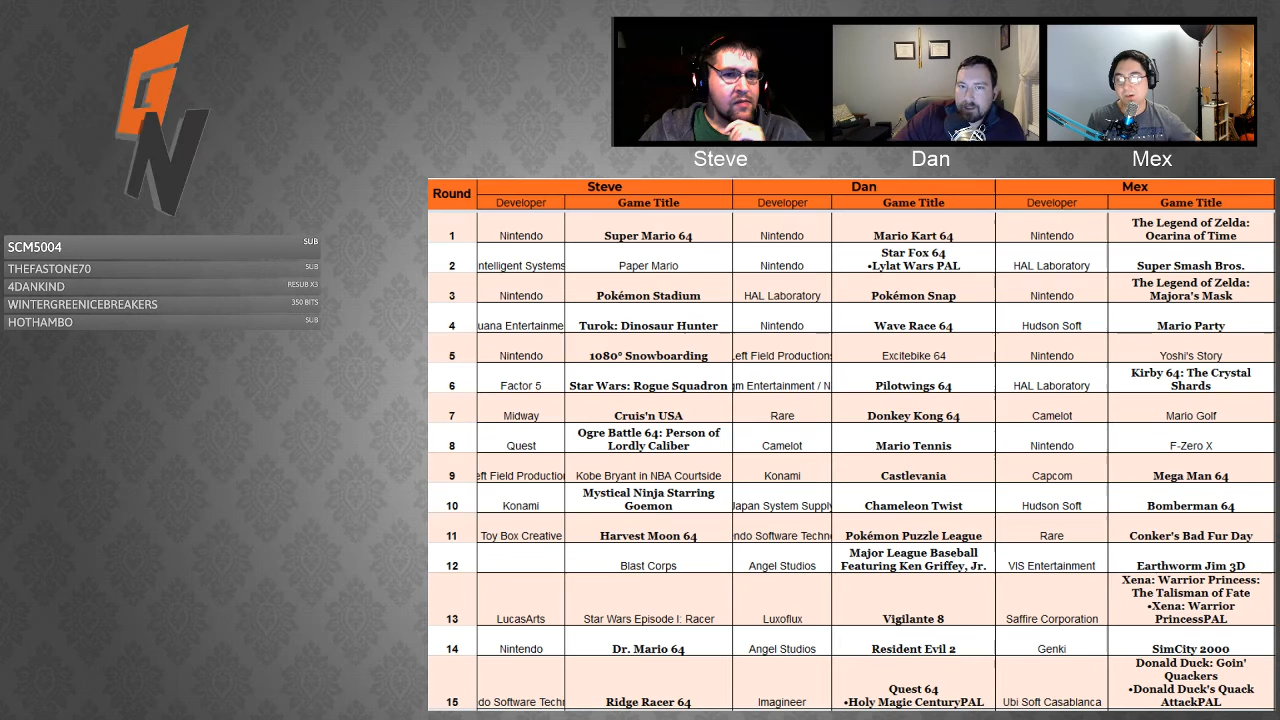 SCM5004 SUB
THEFASTONE70 SUB
4DANKIND RESUB X3
WINTERGREENICEBREAKERS 350 BITS
HOTHAMBO SUB
Steve Dan Mex
Round Steve Dan Mex
Developer Game Title Developer Game Title Developer Game Title
1 Nintendo Super Mario 64 Nintendo Mario Kart 64 Nintendo The Legend of Zelda:
Ocarina of Time
2 ntelligent Systems Paper Mario Nintendo Star Fox 64
•Lylat Wars PAL HAL Laboratory Super Smash Bros.
3 Nintendo Pokémon Stadium HAL Laboratory Pokémon Snap Nintendo The Legend of Zelda:
Majora's Mask
4 uana Entertainme Turok: Dinosaur Hunter Nintendo Wave Race 64 Hudson Soft Mario Party
5 Nintendo 1080° Snowboarding Left Field Productions Excitebike 64 Nintendo Yoshi's Story
6 Factor 5 Star Wars: Rogue Squadron gm Entertainment / N Pilotwings 64 HAL Laboratory Kirby 64: The Crystal
Shards
7 Midway Cruis'n USA Rare Donkey Kong 64 Camelot Mario Golf
8 Quest Ogre Battle 64: Person of
Lordly Caliber Camelot Mario Tennis Nintendo F-Zero X
9 eft Field Production Kobe Bryant in NBA Courtside Konami Castlevania Capcom Mega Man 64
10 Konami Mystical Ninja Starring
Goemon Japan System Supply Chameleon Twist Hudson Soft Bomberman 64
11 Toy Box Creative Harvest Moon 64 ndo Software Techn Pokémon Puzzle League Rare Conker's Bad Fur Day
12 Blast Corps Angel Studios Major League Baseball
Featuring Ken Griffey, Jr. VIS Entertainment Earthworm Jim 3D
13 LucasArts Star Wars Episode I: Racer Luxoflux Vigilante 8 Saffire Corporation Xena: Warrior Princess:
The Talisman of Fate
•Xena: Warrior
PrincessPAL
14 Nintendo Dr. Mario 64 Angel Studios Resident Evil 2 Genki SimCity 2000
15 do Software Tech Ridge Racer 64 Imagineer Quest 64
•Holy Magic CenturyPAL Ubi Soft Casablanca Donald Duck: Goin'
Quackers
•Donald Duck's Quack
AttackPAL